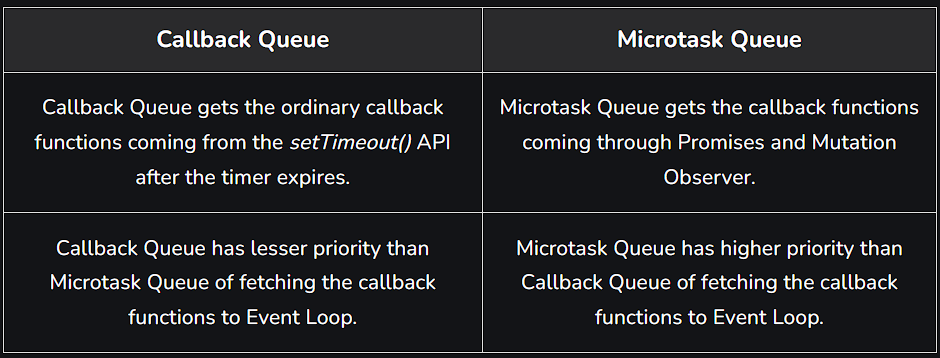 Callback Queue
Microtask Queue
Callback Queue gets the ordinary callback
functions coming from the setTimeout() API
after the timer expires.
Microtask Queue gets the callback functions
coming through Promises and Mutation
Observer.
Callback Queue has lesser priority than
Microtask Queue of fetching the callback
functions to Event Loop.
Microtask Queue has higher priority than
Callback Queue of fetching the callback
functions to Event Loop.